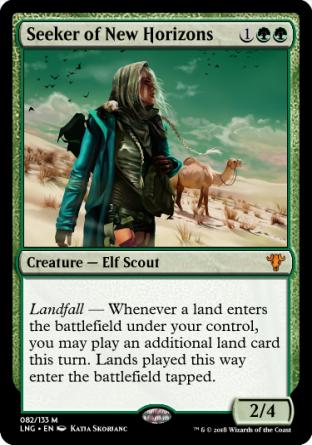 Seeker of New Horizons 1
Creature — Elf Scout
Landfall — Whenever a land enters
the battlefield under your control,
you may play an additional land card
this turn. Lands played this way
enter the battlefield tapped.
2/4
082/133 M
LNG • EN Katia Skorianc
™ & © 2018 Wizards of the Coast